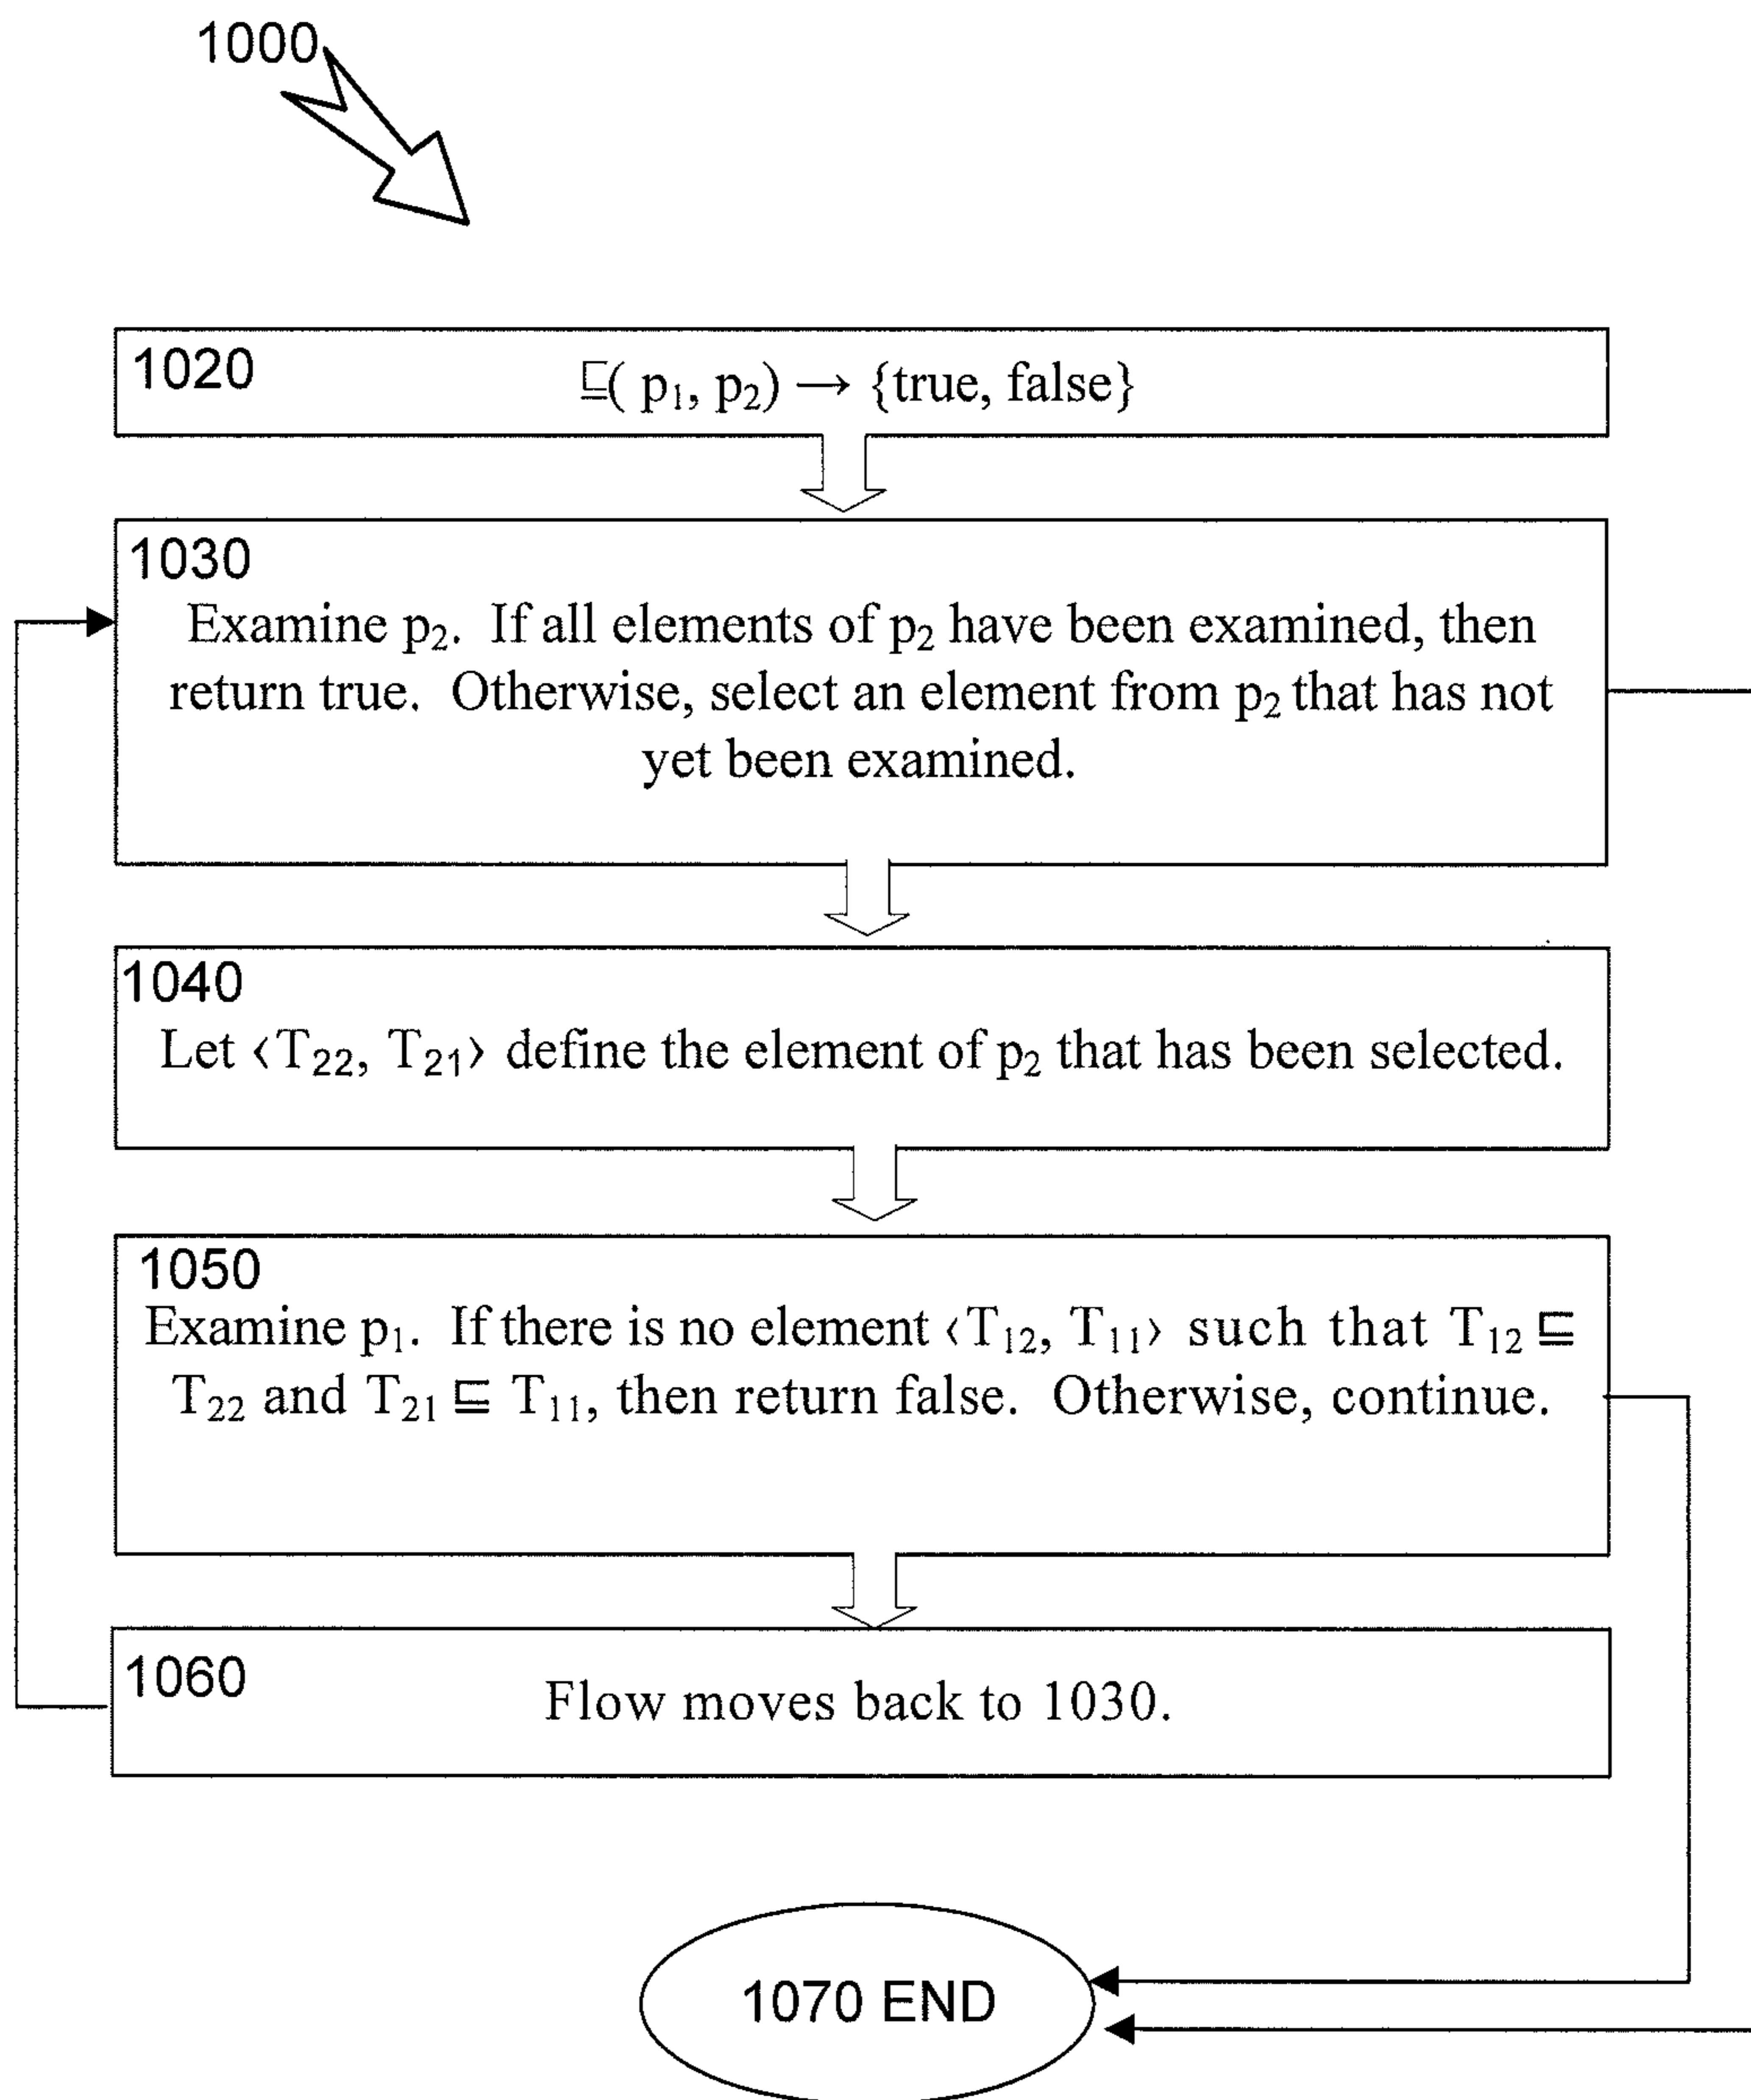 1000
1020
⊑( p₁, p₂) → {true, false}
1030
Examine p₂. If all elements of p₂ have been examined, then
return true. Otherwise, select an element from p₂ that has not
yet been examined.
1040
Let ‹T₂₂, T₂₁› define the element of p₂ that has been selected.
1050
Examine p₁. If there is no element ‹T₁₂, T₁₁› such that T₁₂ ⊑
T₂₂ and T₂₁ ⊑ T₁₁, then return false. Otherwise, continue.
1060
Flow moves back to 1030.
1070 END